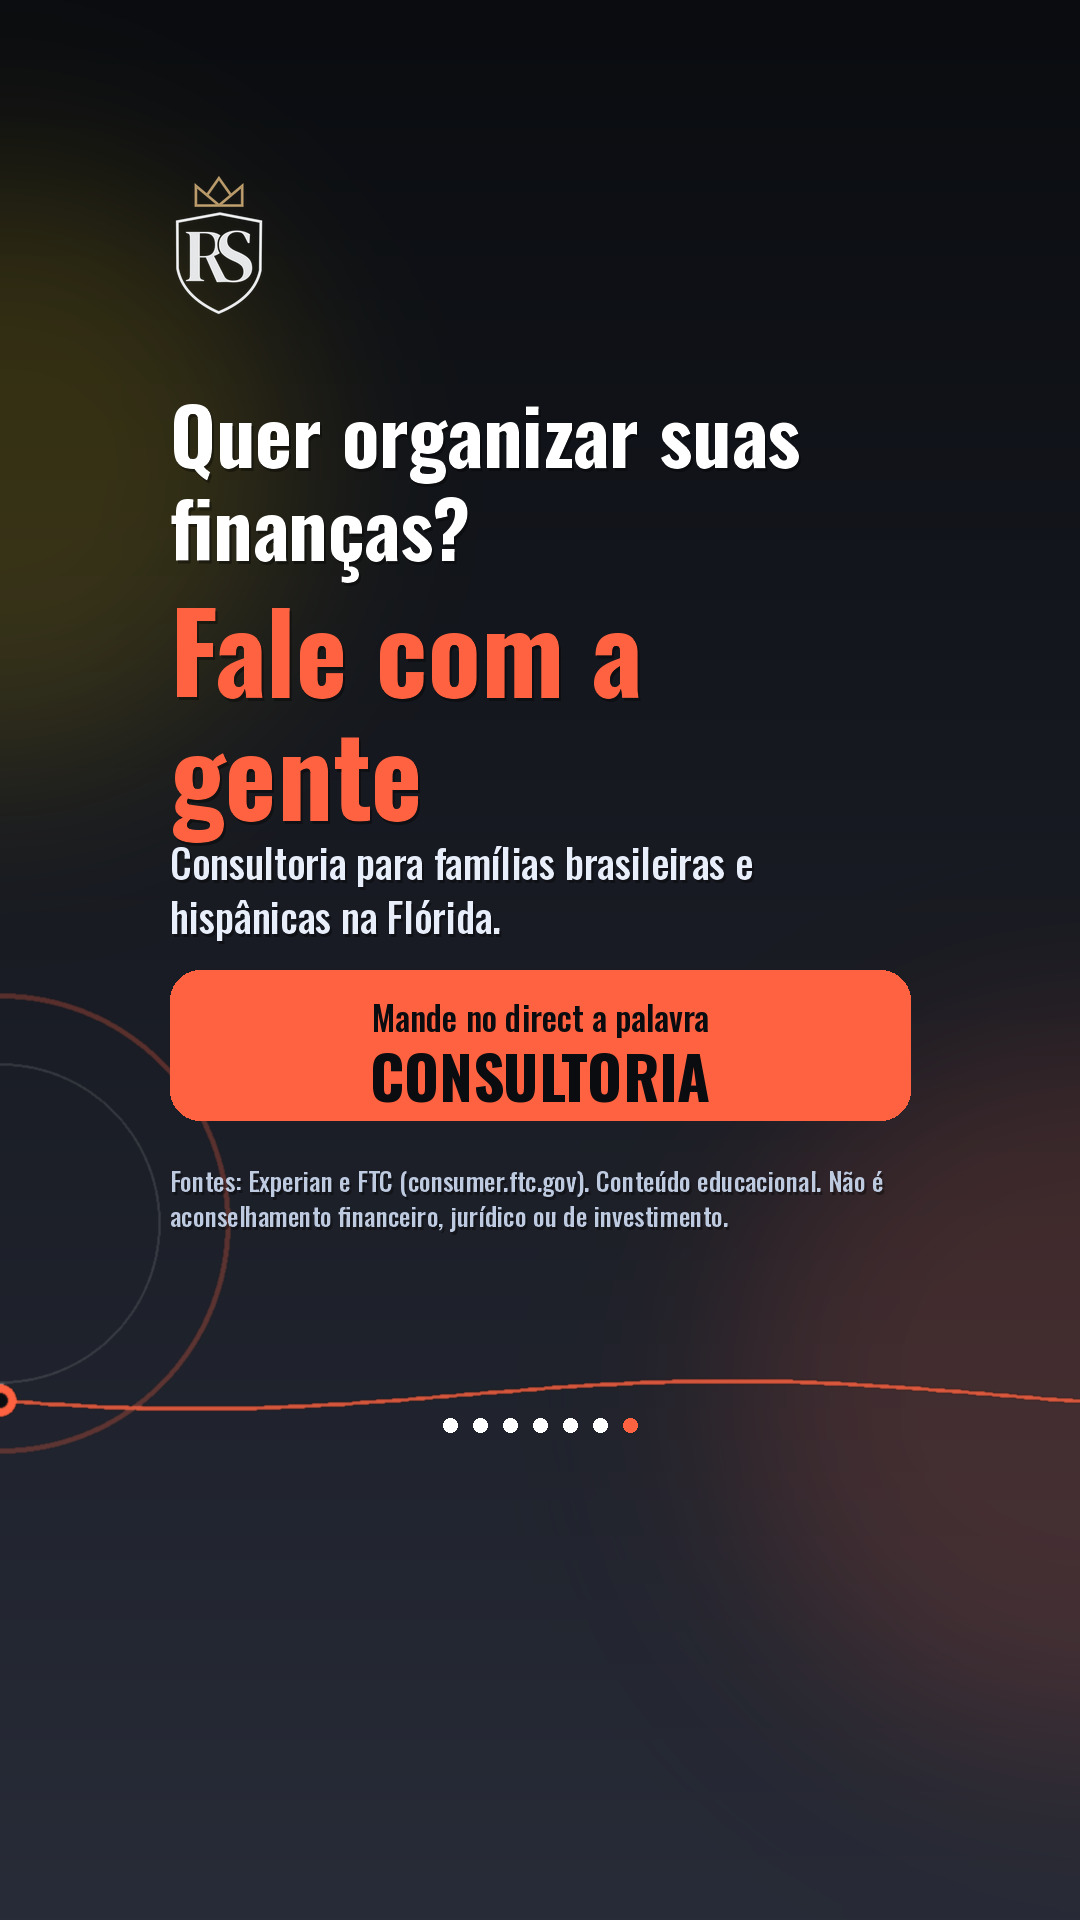 RS
Quer organizar suas
finanças?
Fale com a
gente
Consultoria para famílias brasileiras e
hispânicas na Flórida.
Mande no direct a palavra
CONSULTORIA
Fontes: Experian e FTC (consumer.ftc.gov). Conteúdo educacional. Não é
aconselhamento financeiro, jurídico ou de investimento.